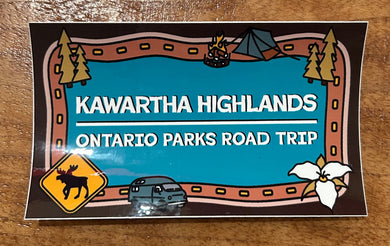 KAWARTHA HIGHLANDS
ONTARIO PARKS ROAD TRIP